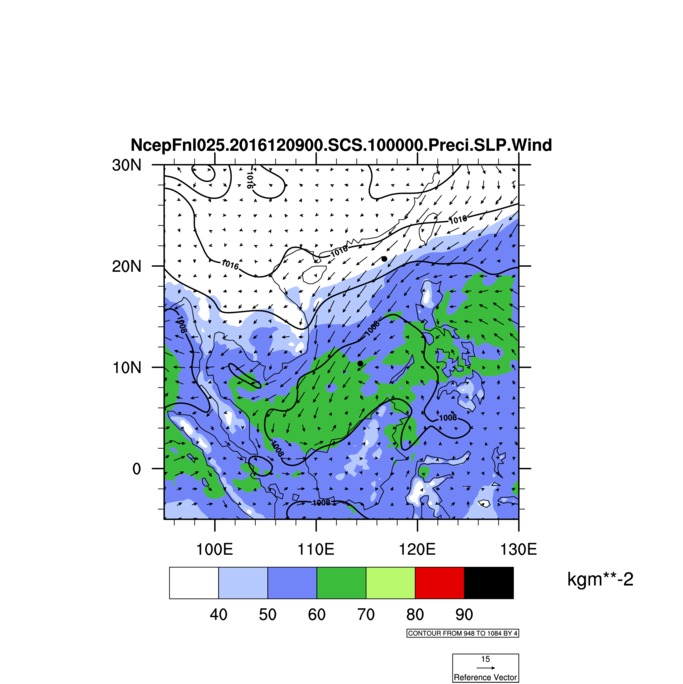 NcepFnl025.2016120900.SCS.100000.Preci.SLP.Wind
30N
1016
1016
20N
1016
1016
1008
1008
10N
1008
1008
0
1008
100E 110E 120E 130E
kgm**-2
40 50 60 70 80 90
CONTOUR FROM 948 TO 1084 BY 4
15
Reference Vector